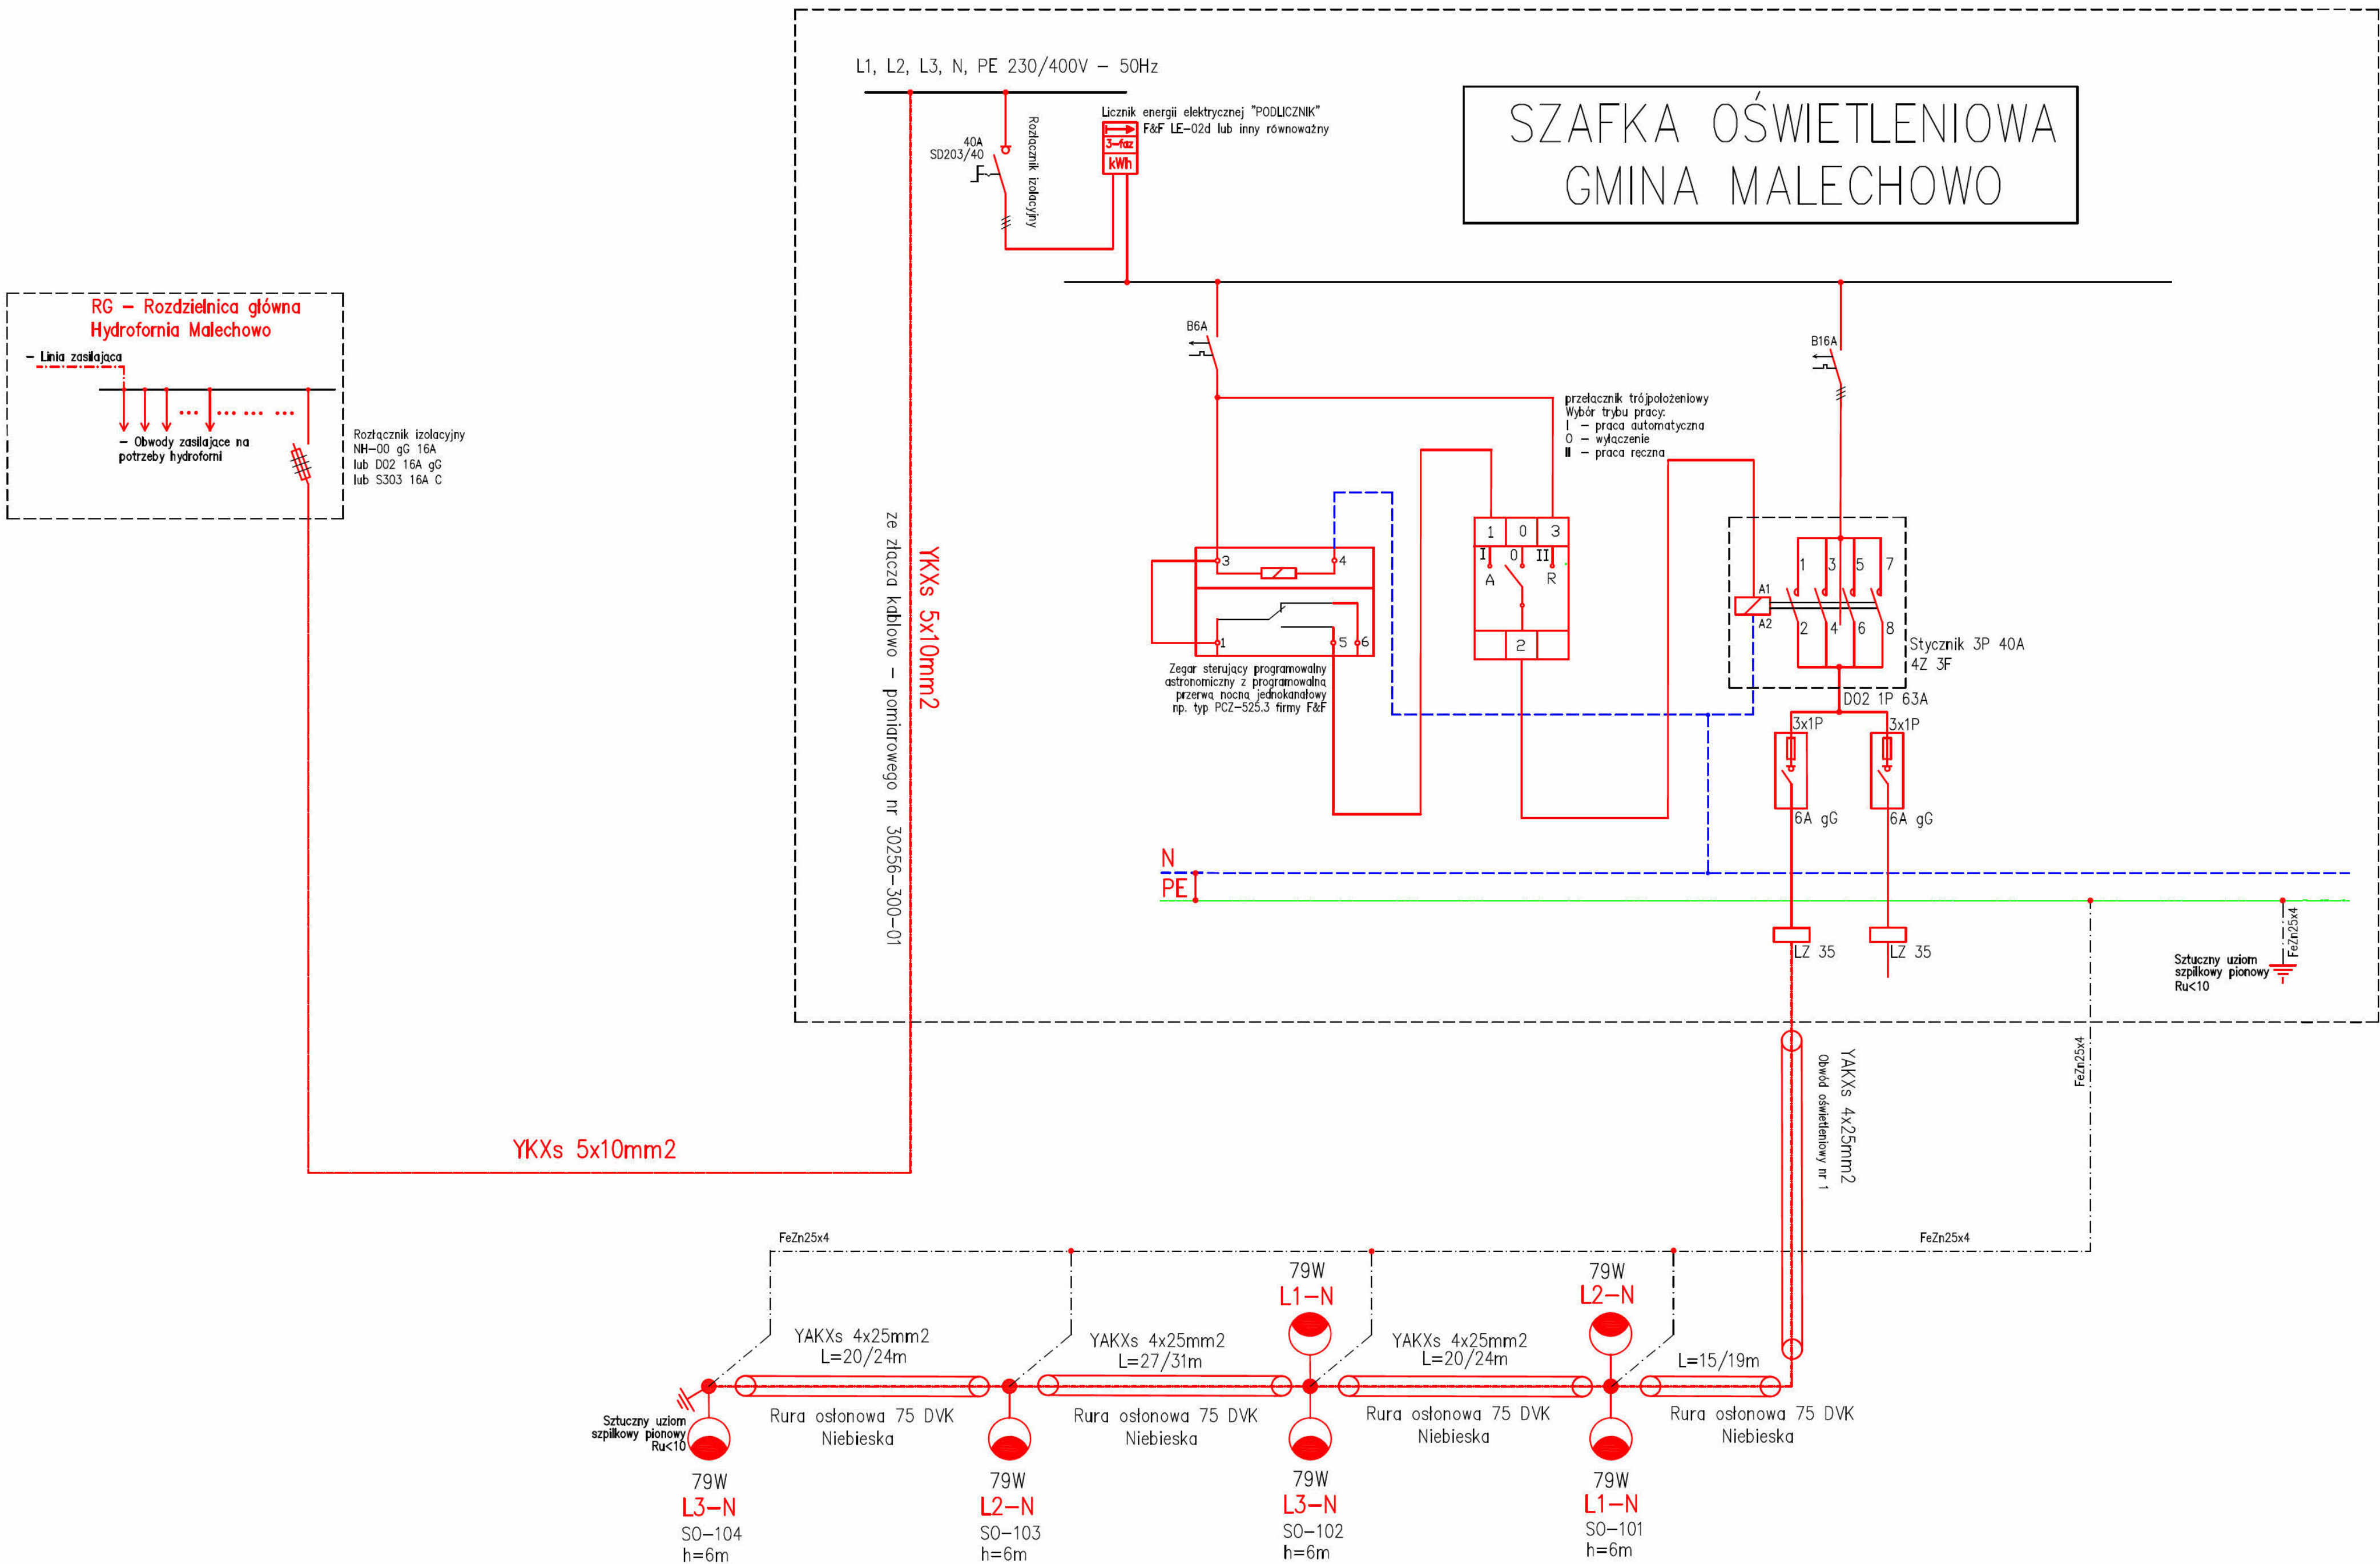 L1, L2, L3, N, PE 230/400V – 50Hz
SZAFKA OŚWIETLENIOWA
GMINA MALECHOWO
Licznik energii elektrycznej "PODLICZNIK"
F&F LE–02d lub inny równoważny
3–faz
kWh
40A
SD203/40
Rozłącznik izolacyjny
RG – Rozdzielnica główna
Hydrofornia Malechowo
– Linia zasilająca
– Obwody zasilające na
potrzeby hydroforni
Rozłącznik izolacyjny
NH–00 gG 16A
lub D02 16A gG
lub S303 16A C
YKXs 5x10mm2
ze złącza kablowo – pomiarowego nr 30256–300–01
YKXs 5x10mm2
B6A
B16A
przełącznik trójpołożeniowy
Wybór trybu pracy:
I – praca automatyczna
0 – wyłączenie
II – praca ręczna
3
4
1
5
6
Zegar sterujący programowalny
astronomiczny z programowalną
przerwą nocną jednokanałowy
np. typ PCZ–525.3 firmy F&F
1 0 3
I 0 II
A R
2
A1
A2
1 3 5 7
2 4 6 8
Stycznik 3P 40A
4Z 3F
D02 1P 63A
3x1P
3x1P
6A gG
6A gG
N
PE
LZ 35
LZ 35
Sztuczny uziom
szpilkowy pionowy
Ru<10
FeZn25x4
FeZn25x4
YAKXs 4x25mm2
Obwód oświetleniowy nr 1
FeZn25x4
FeZn25x4
79W
L1–N
79W
L2–N
YAKXs 4x25mm2
L=20/24m
YAKXs 4x25mm2
L=27/31m
YAKXs 4x25mm2
L=20/24m
L=15/19m
Rura osłonowa 75 DVK
Niebieska
Rura osłonowa 75 DVK
Niebieska
Rura osłonowa 75 DVK
Niebieska
Rura osłonowa 75 DVK
Niebieska
Sztuczny uziom
szpilkowy pionowy
Ru<10
79W
L3–N
SO–104
h=6m
79W
L2–N
SO–103
h=6m
79W
L3–N
SO–102
h=6m
79W
L1–N
SO–101
h=6m